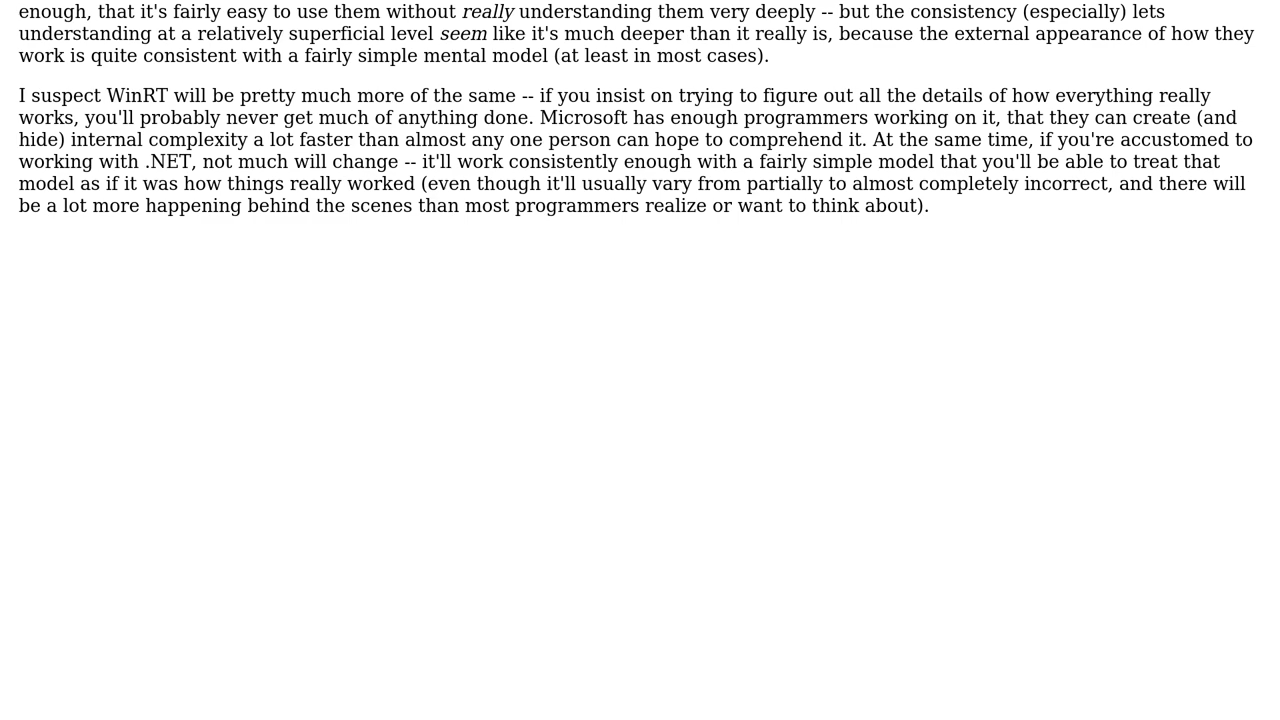 enough, that it's fairly easy to use them without really understanding them very deeply -- but the consistency (especially) lets
understanding at a relatively superficial level seem like it's much deeper than it really is, because the external appearance of how they
work is quite consistent with a fairly simple mental model (at least in most cases).
I suspect WinRT will be pretty much more of the same -- if you insist on trying to figure out all the details of how everything really
works, you'll probably never get much of anything done. Microsoft has enough programmers working on it, that they can create (and
hide) internal complexity a lot faster than almost any one person can hope to comprehend it. At the same time, if you're accustomed to
working with .NET, not much will change -- it'll work consistently enough with a fairly simple model that you'll be able to treat that
model as if it was how things really worked (even though it'll usually vary from partially to almost completely incorrect, and there will
be a lot more happening behind the scenes than most programmers realize or want to think about).